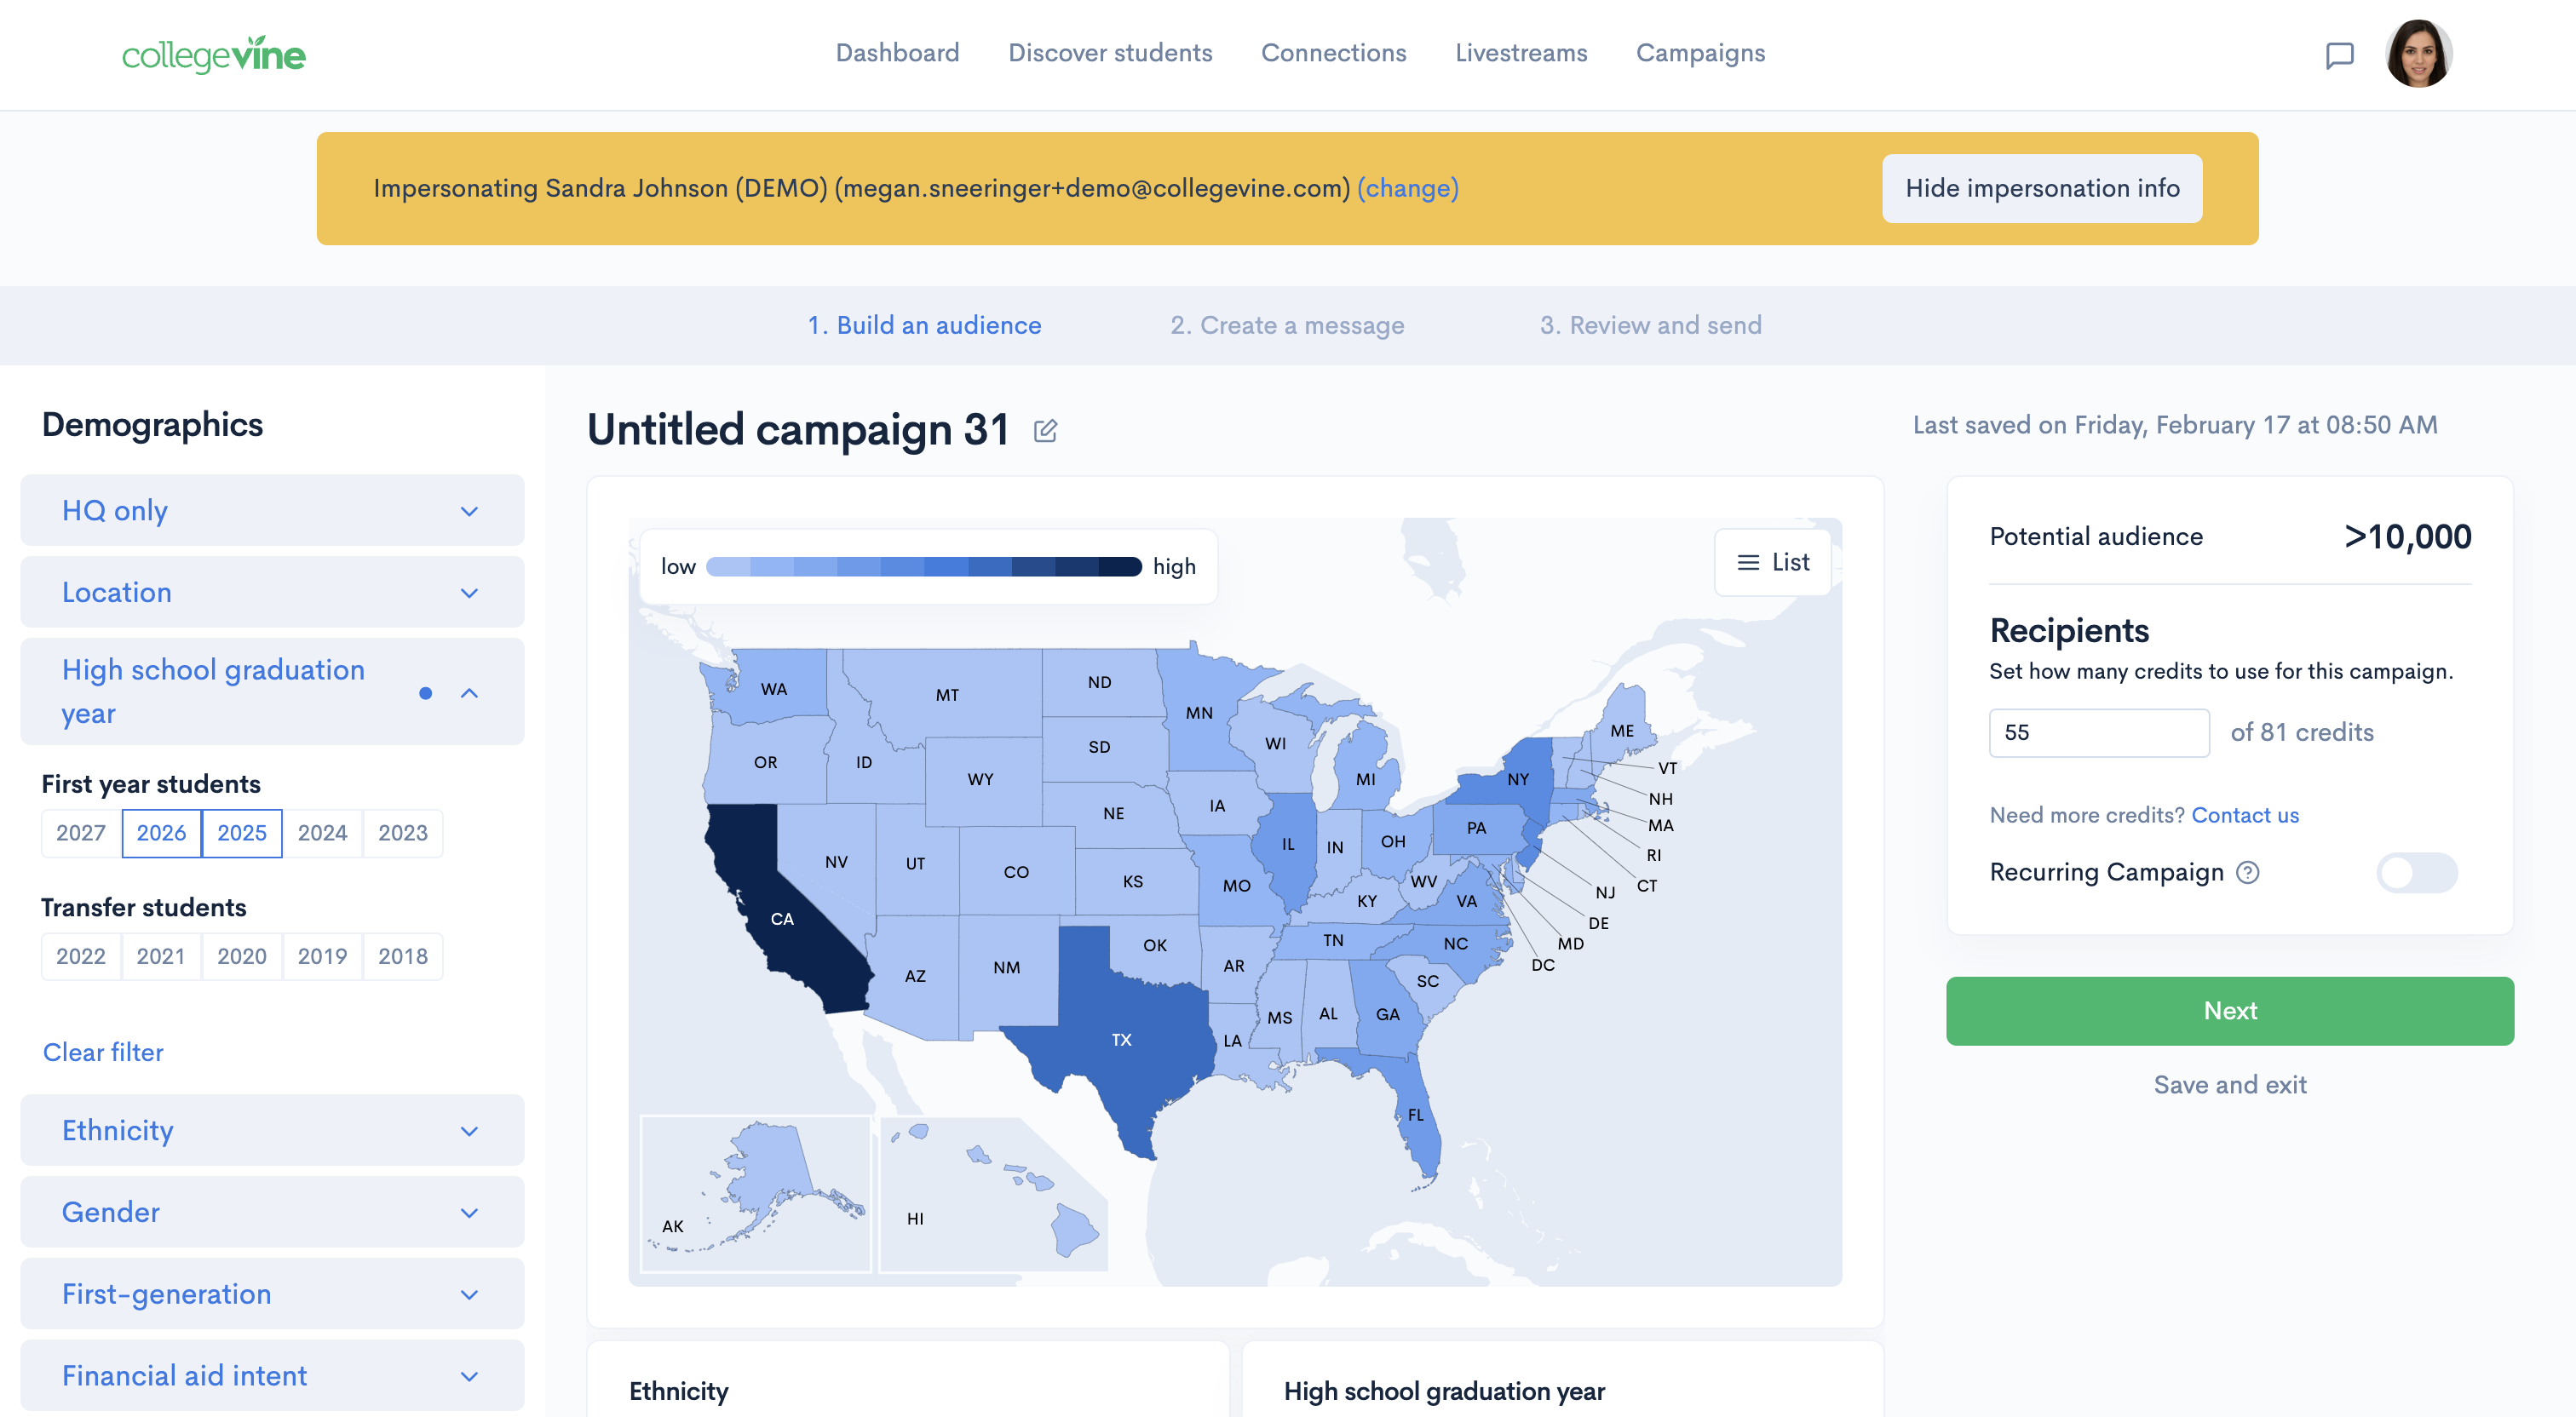 collegevine
Dashboard
Discover students
Connections
Livestreams
Campaigns
Impersonating Sandra Johnson (DEMO) (megan.sneeringer+demo@collegevine.com) (change)
Hide impersonation info
1. Build an audience
2. Create a message
3. Review and send
Demographics
HQ only
Location
High school graduation
year
First year students
2027 2026 2025 2024 2023
Transfer students
2022 2021 2020 2019 2018
Clear filter
Ethnicity
Gender
First-generation
Financial aid intent
Untitled campaign 31
Last saved on Friday, February 17 at 08:50 AM
low
high
List
WA
MT
ND
MN
OR
ID
WY
SD
WI
MI
NY
ME
VT
NH
MA
RI
CT
NJ
DE
MD
DC
NV
UT
CO
NE
IA
IL
IN
OH
PA
KS
MO
WV
KY
VA
CA
AZ
NM
OK
AR
TN
NC
SC
TX
LA
MS
AL
GA
FL
AK
HI
Potential audience
>10,000
Recipients
Set how many credits to use for this campaign.
55
of 81 credits
Need more credits? Contact us
Recurring Campaign ?
Next
Save and exit
Ethnicity
High school graduation year